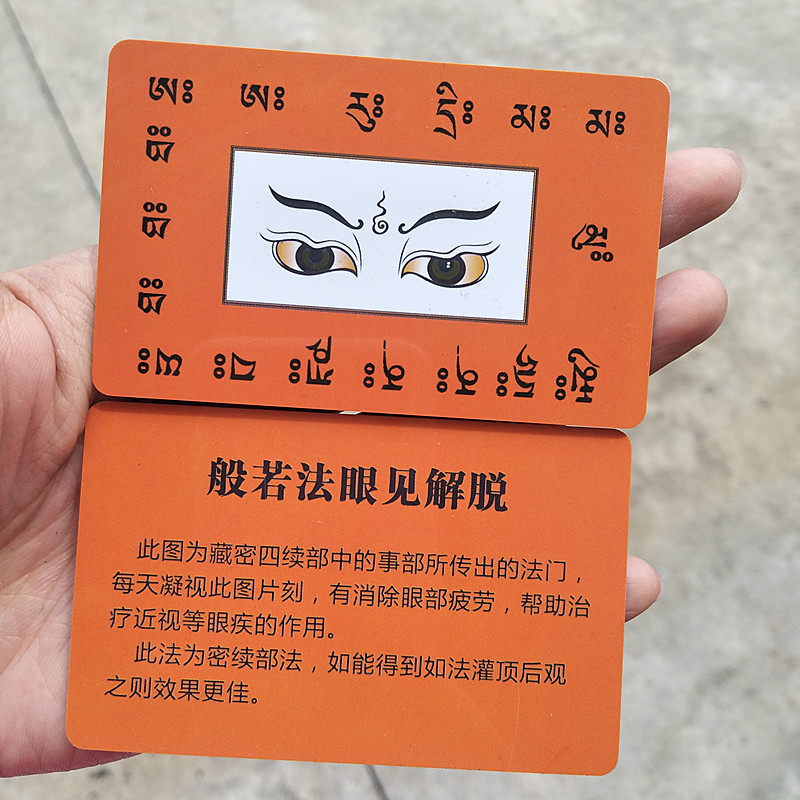 ཨཿ ཨཿ སུཿ མཿ མཿ
般若法眼见解脱
此图为藏密四续部中的事部所传出的法门，
每天凝视此图片刻，有消除眼部疲劳，帮助治
疗近视等眼疾的作用。
此法为密续部法，如能得到如法灌顶后观
之则效果更佳。